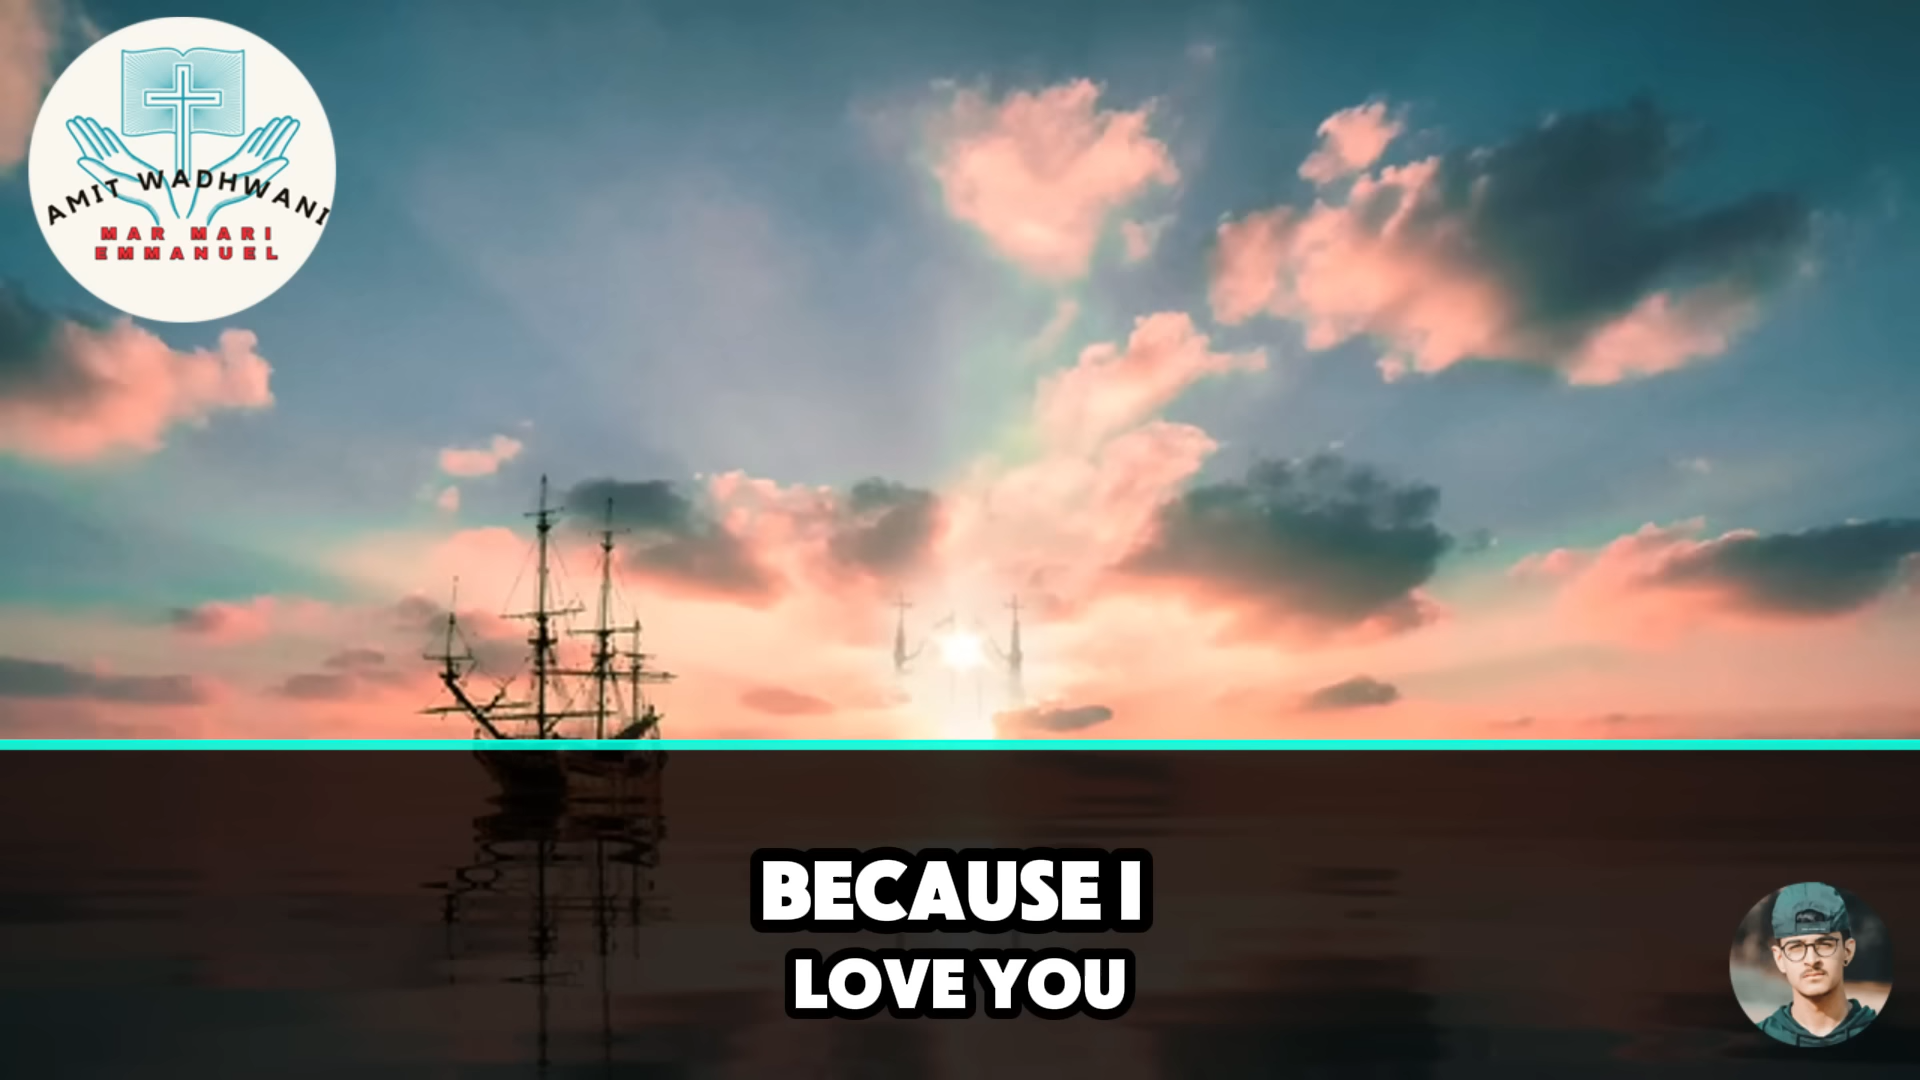 AMIT WADHWANI
MAR MARI
EMMANUEL
BECAUSE I
LOVE YOU